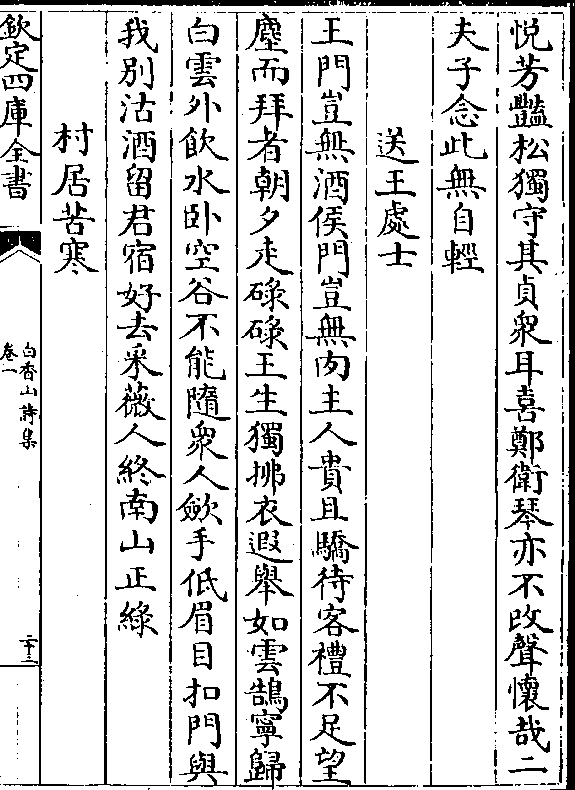 悦芳豔松獨守其貞衆耳喜鄭衛琴亦不改聲懷哉二
夫子念此無自輕
送王處士
王門豈無酒侯門豈無肉主人貴且驕待客禮不足望
塵而拜者朝夕走碌碌王生獨拂衣遐舉如雲鵠寧歸
白雲外飲水卧空谷不能隨衆人斂手低眉目扣門與
我别沽酒留君宿好去采薇人終南山正綠
村居苦寒
欽定四庫全書
白香山詩集
卷一
二十三